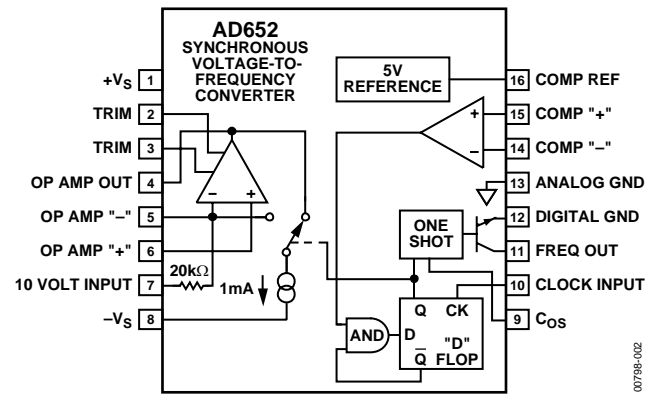 AD652
SYNCHRONOUS
VOLTAGE-TO-
FREQUENCY
CONVERTER
+VS 1
TRIM 2
TRIM 3
OP AMP OUT 4
OP AMP "–" 5
OP AMP "+" 6
10 VOLT INPUT 7
–VS 8
– +
20kΩ
1mA
5V
REFERENCE
+
–
ONE
SHOT
AND
Q CK
D "D"
Q FLOP
16 COMP REF
15 COMP "+"
14 COMP "–"
13 ANALOG GND
12 DIGITAL GND
11 FREQ OUT
10 CLOCK INPUT
9 COS
00798-002